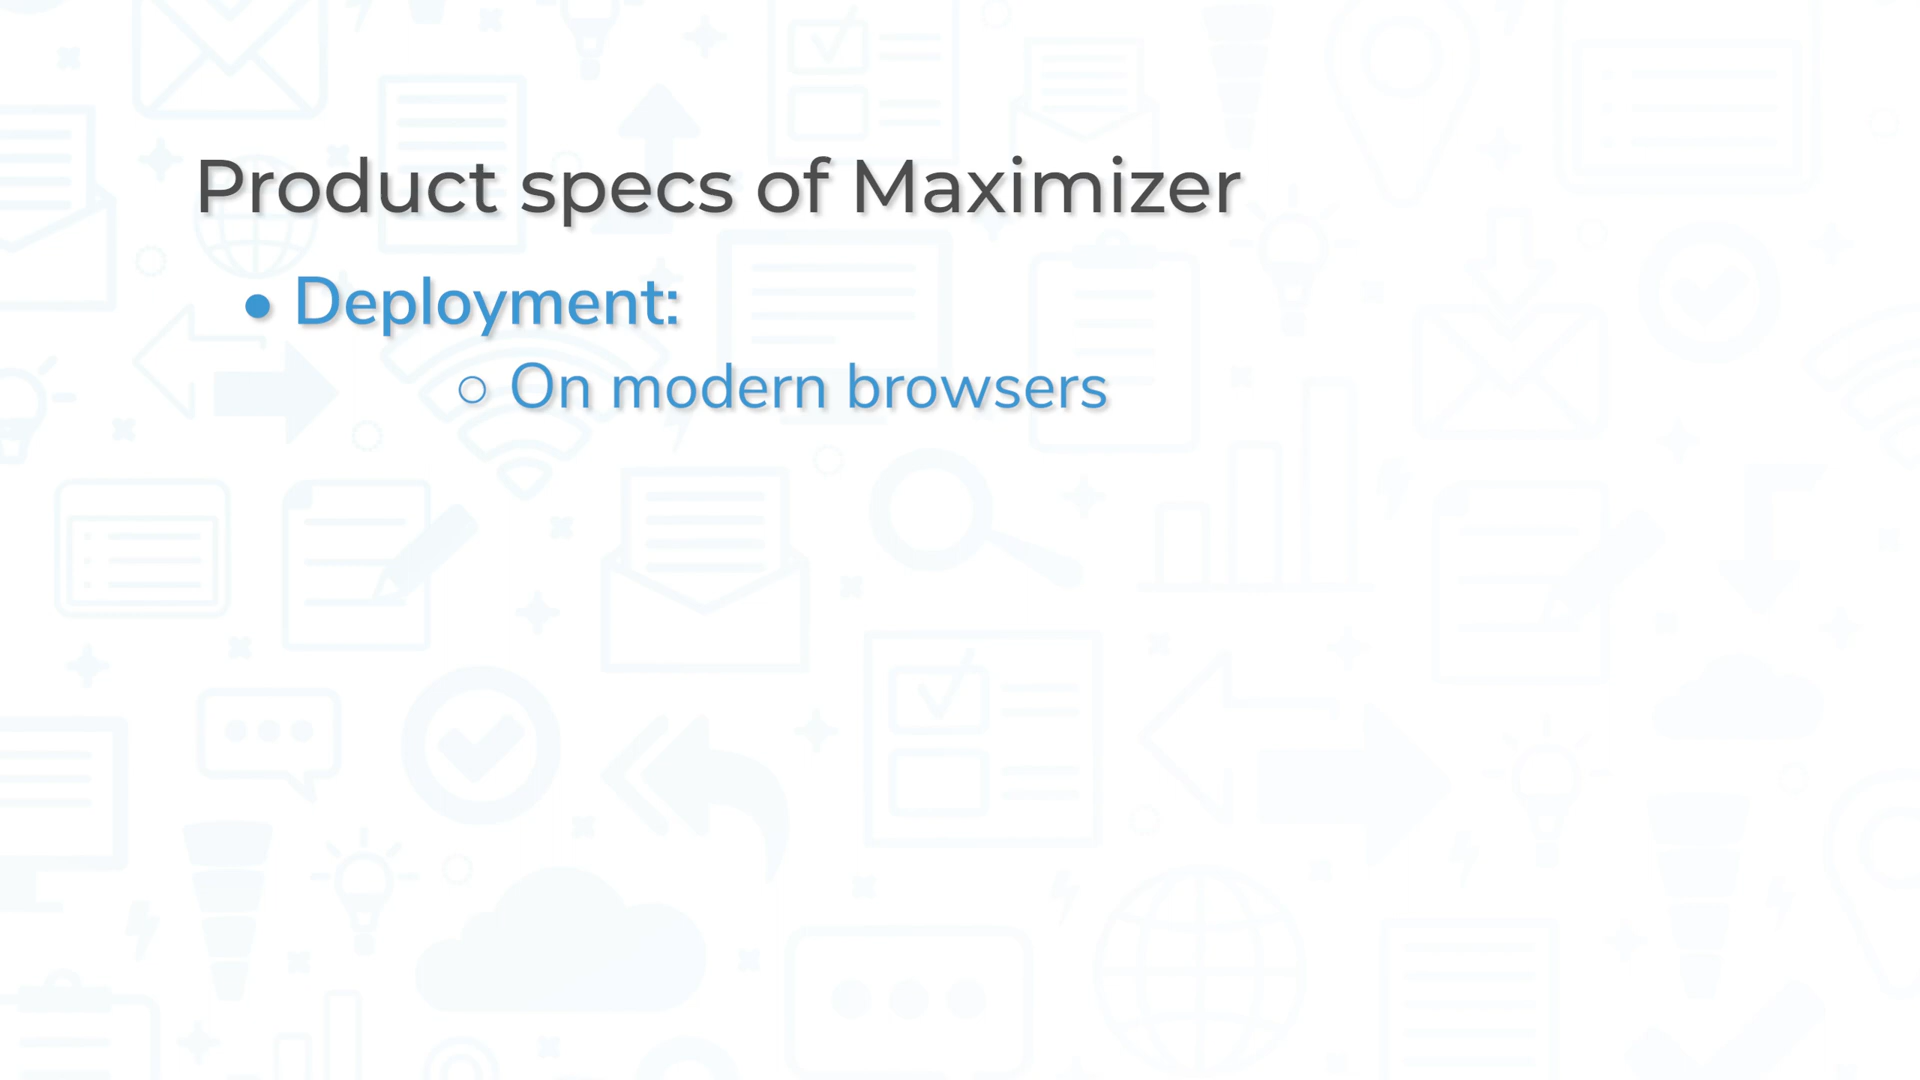 Product specs of Maximizer
• Deployment:
○ On modern browsers